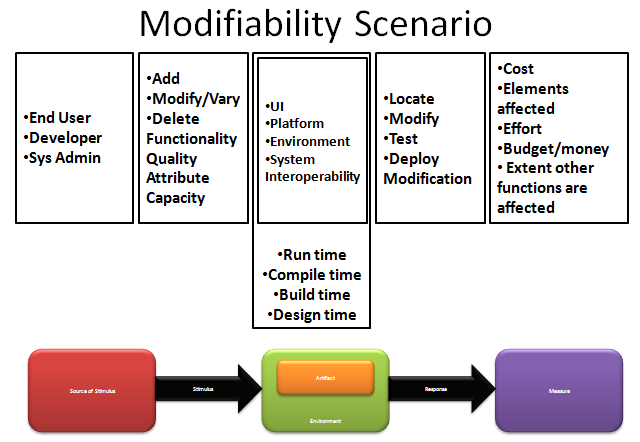 Modifiability Scenario
•End User
•Developer
•Sys Admin
•Add
•Modify/Vary
•Delete
Functionality
Quality
Attribute
Capacity
•UI
•Platform
•Environment
•System
Interoperability
•Locate
•Modify
•Test
•Deploy
Modification
•Cost
•Elements
affected
•Effort
•Budget/money
• Extent other
functions are
affected
•Run time
•Compile time
•Build time
•Design time
Source of Stimulus
Stimulus
Artifact
Environment
Response
Measure